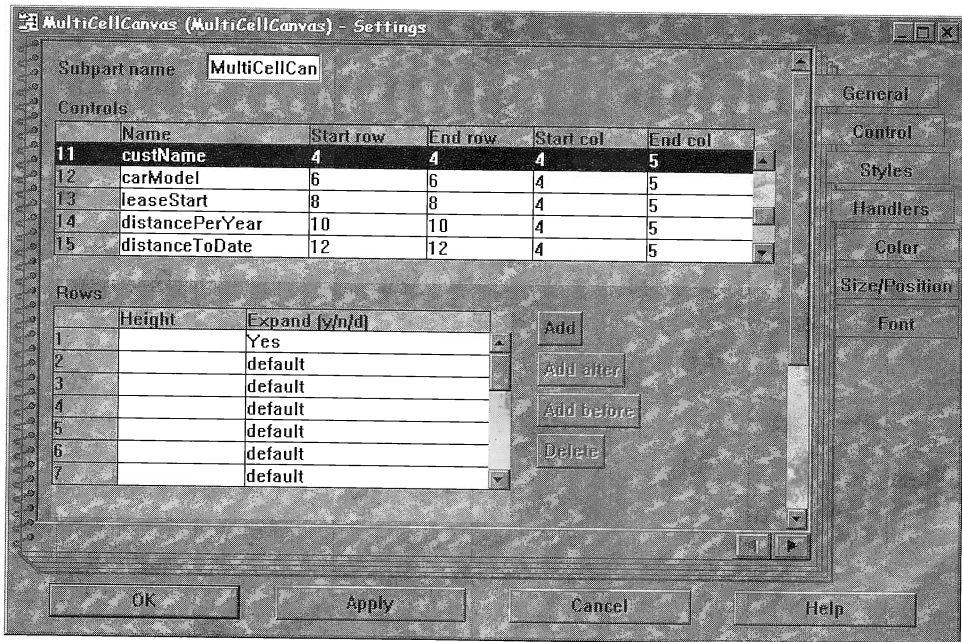 MultiCellCanvas (MultiCellCanvas) - Settings
Subpart name MultiCellCan
General
Controls
Control
Name Start row End row Start col End col
11 custName 4 4 4 5
Styles
12 carModel 6 6 4 5
13 leaseStart 8 8 4 5
Handlers
14 distancePerYear 10 10 4 5
15 distanceToDate 12 12 4 5
Color
Size/Position
Rows
Font
Height Expand (y/n/d)
Add
1 Yes
2 default
Add after
3 default
4 default
Add before
5 default
6 default
Delete
7 default
OK Apply Cancel Help